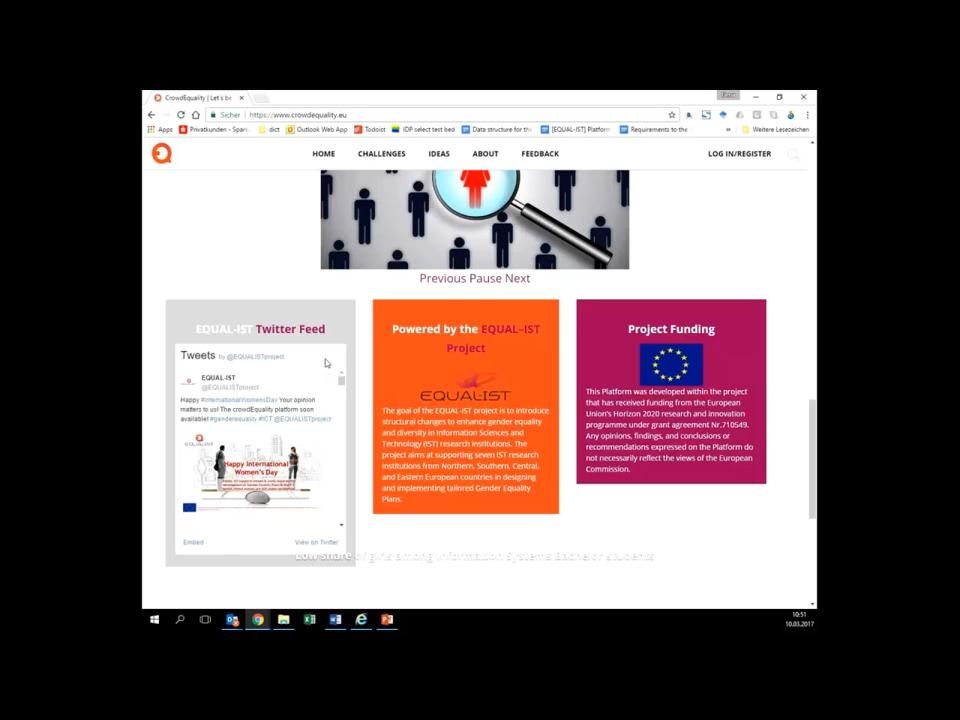 CrowdEquality | Let's be
Sicher
https://www.crowdequality.eu
Apps
Privatkunden - Spani
dict
Outlook Web App
Todoist
IDP select test bed
Data structure for th
[EQUAL-IST] Platform
Requirements to the
»
Weitere Lesezeichen
HOME
CHALLENGES
IDEAS
ABOUT
FEEDBACK
LOG IN/REGISTER
Previous Pause Next
EQUAL-IST Twitter Feed
Tweets by @EQUALISTproject
EQUAL-IST
@EQUALISTproject
Happy #InternationalWomensDay Your opinion
matters to us! The crowdEquality platform soon
available! #genderequality #ICT @EQUALISTproject
Happy International
Women's Day
Embed
View on Twitter
Powered by the EQUAL–IST
Project
EQUALIST
The goal of the EQUAL-IST project is to introduce
structural changes to enhance gender equality
and diversity in Information Sciences and
Technology (IST) research institutions. The
project aims at supporting seven IST research
institutions from Northern, Southern, Central,
and Eastern European countries in designing
and implementing tailored Gender Equality
Plans.
Project Funding
This Platform was developed within the project
that has received funding from the European
Union's Horizon 2020 research and innovation
programme under grant agreement Nr.710549.
Any opinions, findings, and conclusions or
recommendations expressed on the Platform do
not necessarily reflect the views of the European
Commission.
Low share of girls among Information Systems Bachelor students
10:51
10.03.2017